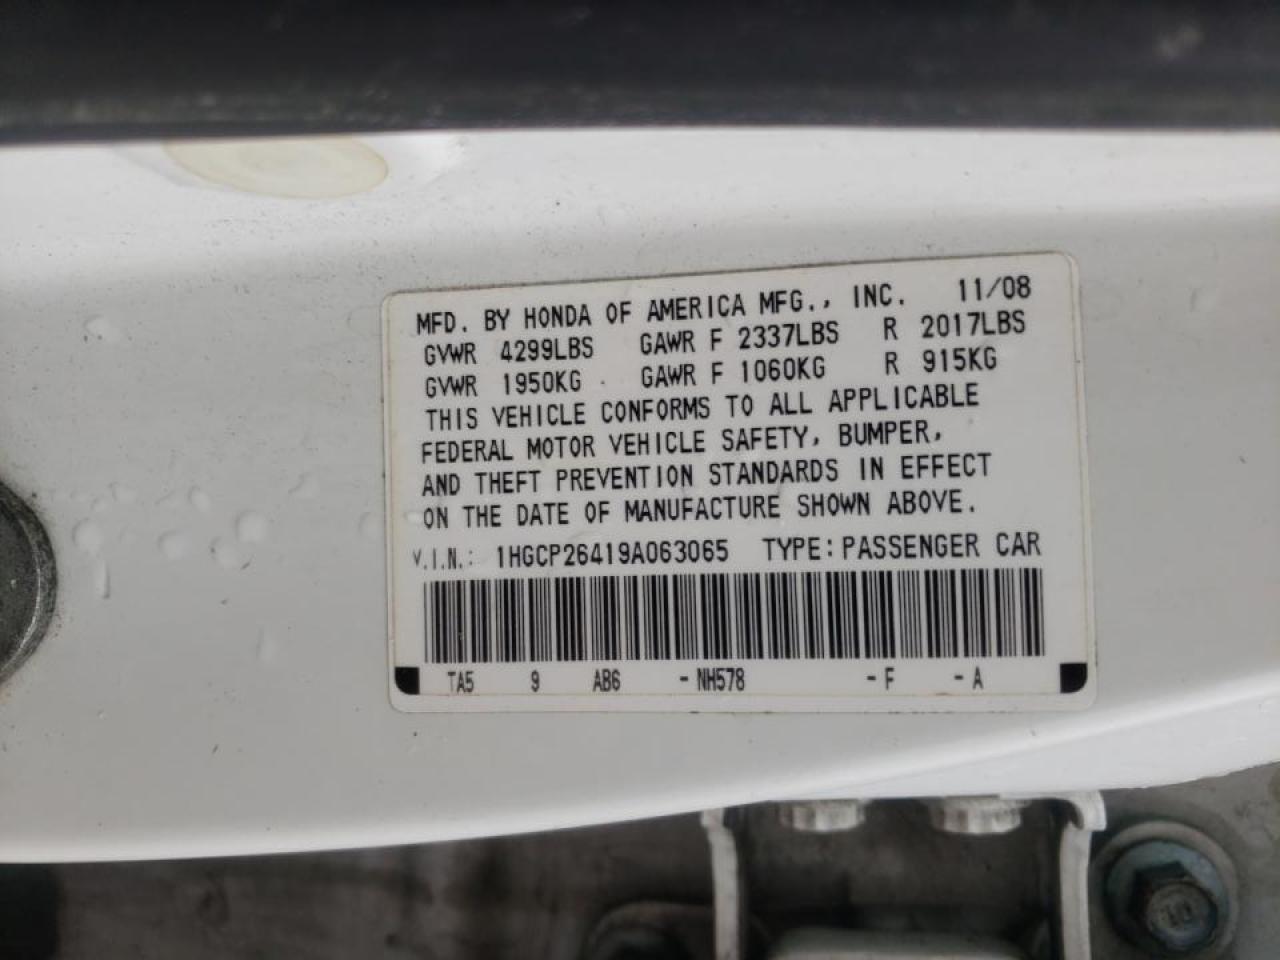 MFD. BY HONDA OF AMERICA MFG., INC. 11/08
GVWR 4299LBS GAWR F 2337LBS R 2017LBS
GVWR 1950KG GAWR F 1060KG R 915KG
THIS VEHICLE CONFORMS TO ALL APPLICABLE
FEDERAL MOTOR VEHICLE SAFETY, BUMPER,
AND THEFT PREVENTION STANDARDS IN EFFECT
ON THE DATE OF MANUFACTURE SHOWN ABOVE.
V.I.N.: 1HGCP26419A063065 TYPE: PASSENGER CAR
TA5 9 AB6 - NH578 - F - A